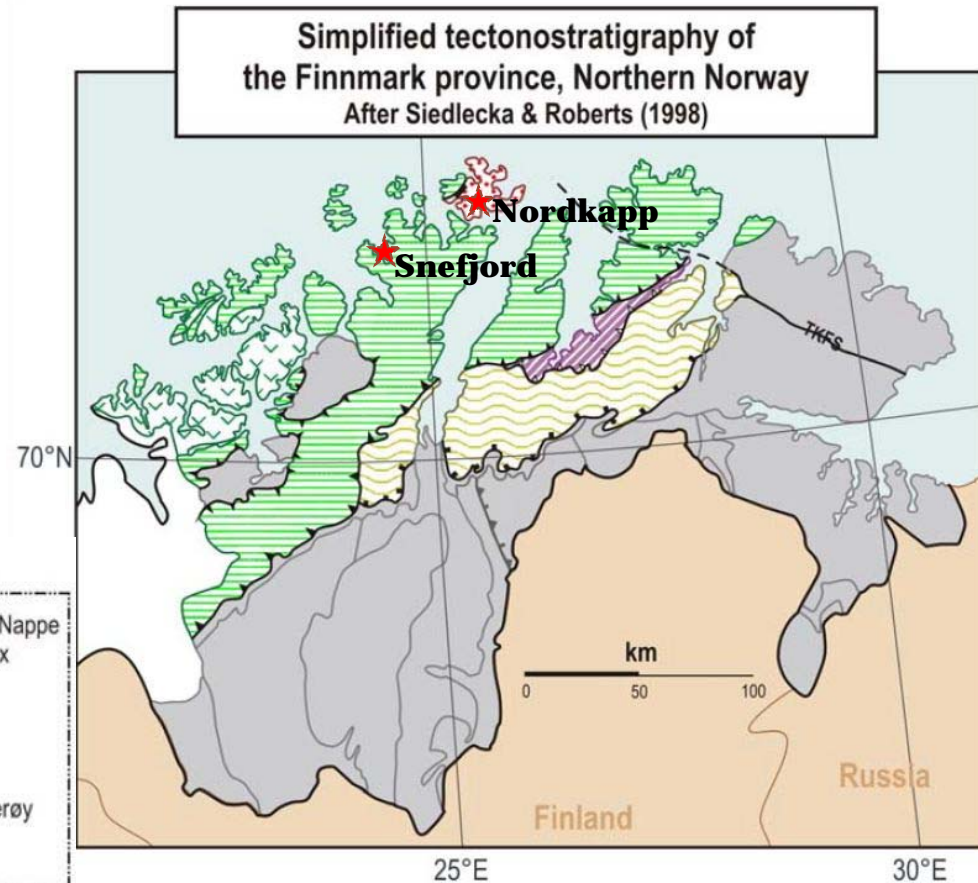 Simplified tectonostratigraphy of
the Finnmark province, Northern Norway
After Siedlecka & Roberts (1998)
Nordkapp
Snefjord
TKFS
70°N
Nappe
x
km
0 50 100
Russia
erøy
Finland
25°E 30°E